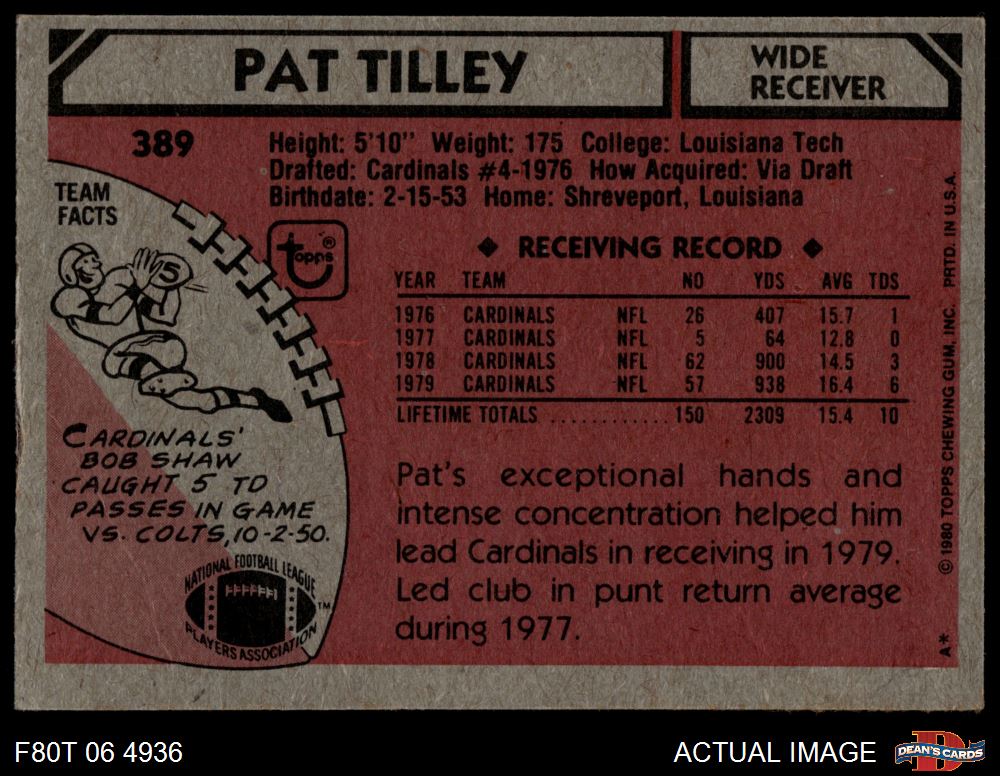 PAT TILLEY
WIDE
RECEIVER
389
Height: 5'10" Weight: 175 College: Louisiana Tech
Drafted: Cardinals #4-1976 How Acquired: Via Draft
Birthdate: 2-15-53 Home: Shreveport, Louisiana
TEAM
FACTS
5
topps®
◆ RECEIVING RECORD ◆
YEAR TEAM NO YDS AVG TDS
1976 CARDINALS NFL 26 407 15.7 1
1977 CARDINALS NFL 5 64 12.8 0
1978 CARDINALS NFL 62 900 14.5 3
1979 CARDINALS NFL 57 938 16.4 6
LIFETIME TOTALS ............ 150 2309 15.4 10
CARDINALS'
BOB SHAW
CAUGHT 5 TD
PASSES IN GAME
VS. COLTS, 10-2-50.
NATIONAL FOOTBALL LEAGUE
PLAYERS ASSOCIATION
TM
Pat's exceptional hands and
intense concentration helped him
lead Cardinals in receiving in 1979.
Led club in punt return average
during 1977.
A* © 1980 TOPPS CHEWING GUM, INC. PRTD. IN U.S.A.
F80T 06 4936
ACTUAL IMAGE
DEAN'S CARDS